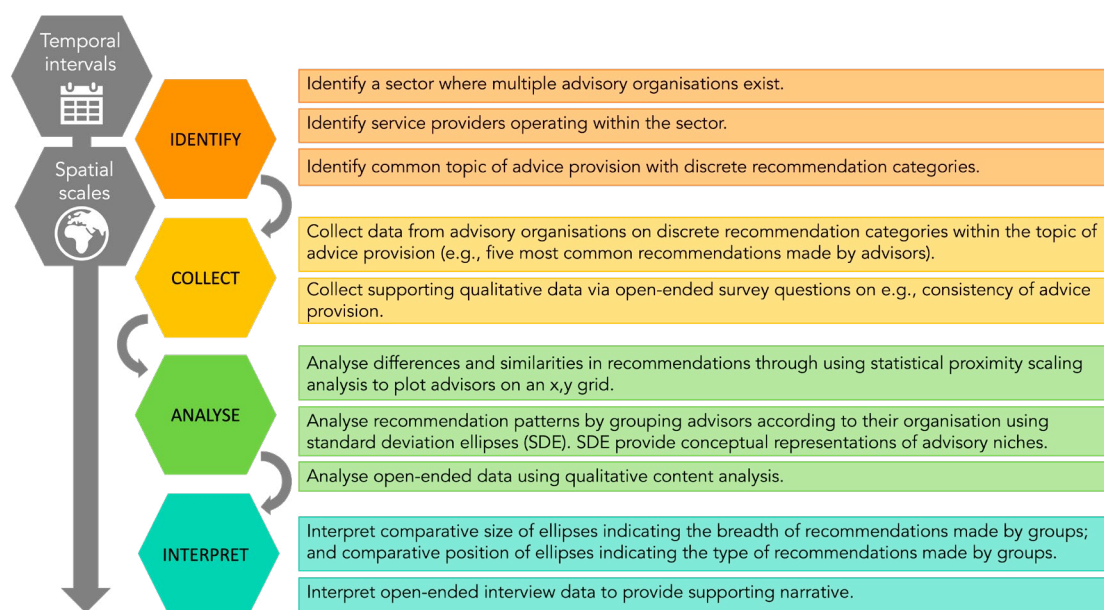 Temporal
intervals
Spatial
scales
IDENTIFY
Identify a sector where multiple advisory organisations exist.
Identify service providers operating within the sector.
Identify common topic of advice provision with discrete recommendation categories.
COLLECT
Collect data from advisory organisations on discrete recommendation categories within the topic of
advice provision (e.g., five most common recommendations made by advisors).
Collect supporting qualitative data via open-ended survey questions on e.g., consistency of advice
provision.
ANALYSE
Analyse differences and similarities in recommendations through using statistical proximity scaling
analysis to plot advisors on an x,y grid.
Analyse recommendation patterns by grouping advisors according to their organisation using
standard deviation ellipses (SDE). SDE provide conceptual representations of advisory niches.
Analyse open-ended data using qualitative content analysis.
INTERPRET
Interpret comparative size of ellipses indicating the breadth of recommendations made by groups;
and comparative position of ellipses indicating the type of recommendations made by groups.
Interpret open-ended interview data to provide supporting narrative.